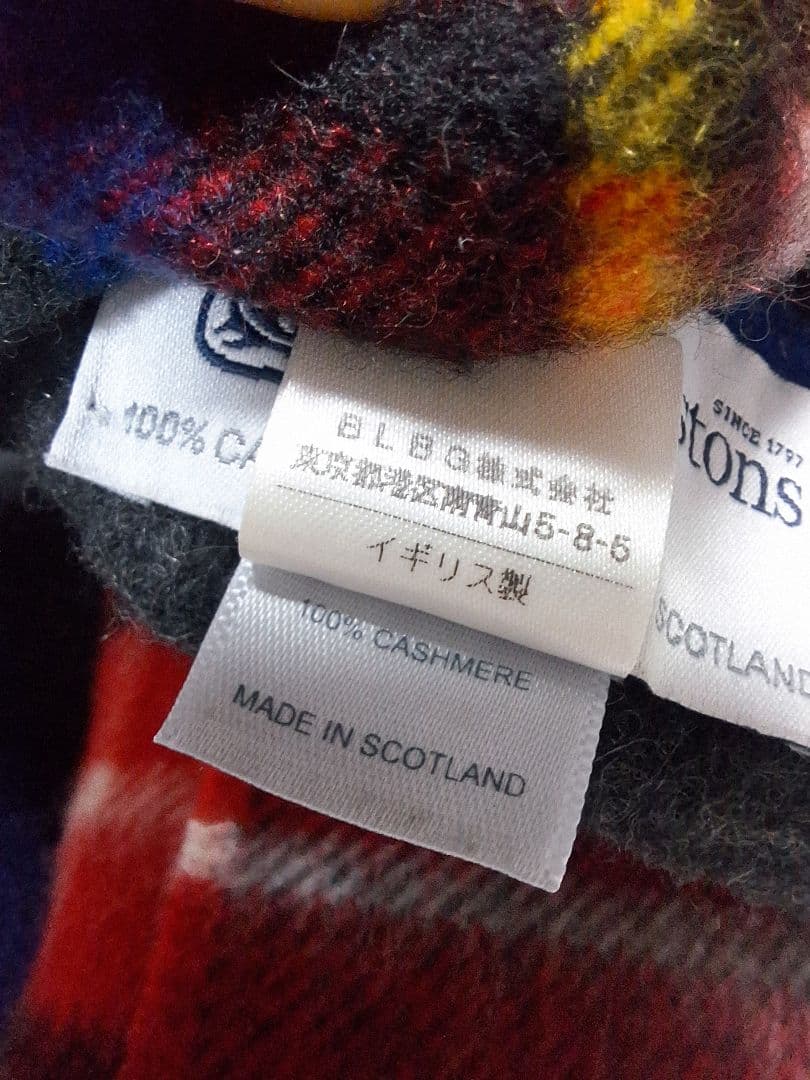 100% CA
BLBG株式会社
東京都港区南青山5-8-5
イギリス製
100% CASHMERE
MADE IN SCOTLAND
SINCE 1797
stons
SCOTLAND